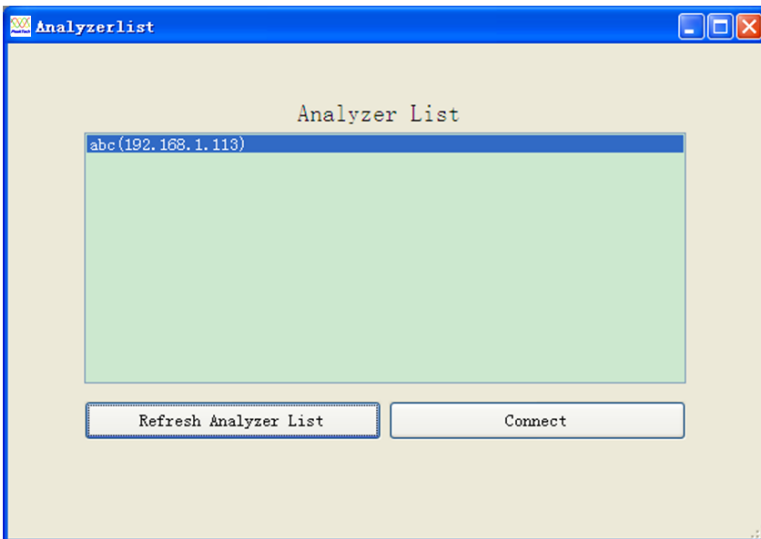 Analyzerlist
Analyzer List
abc(192.168.1.113)
Refresh Analyzer List
Connect